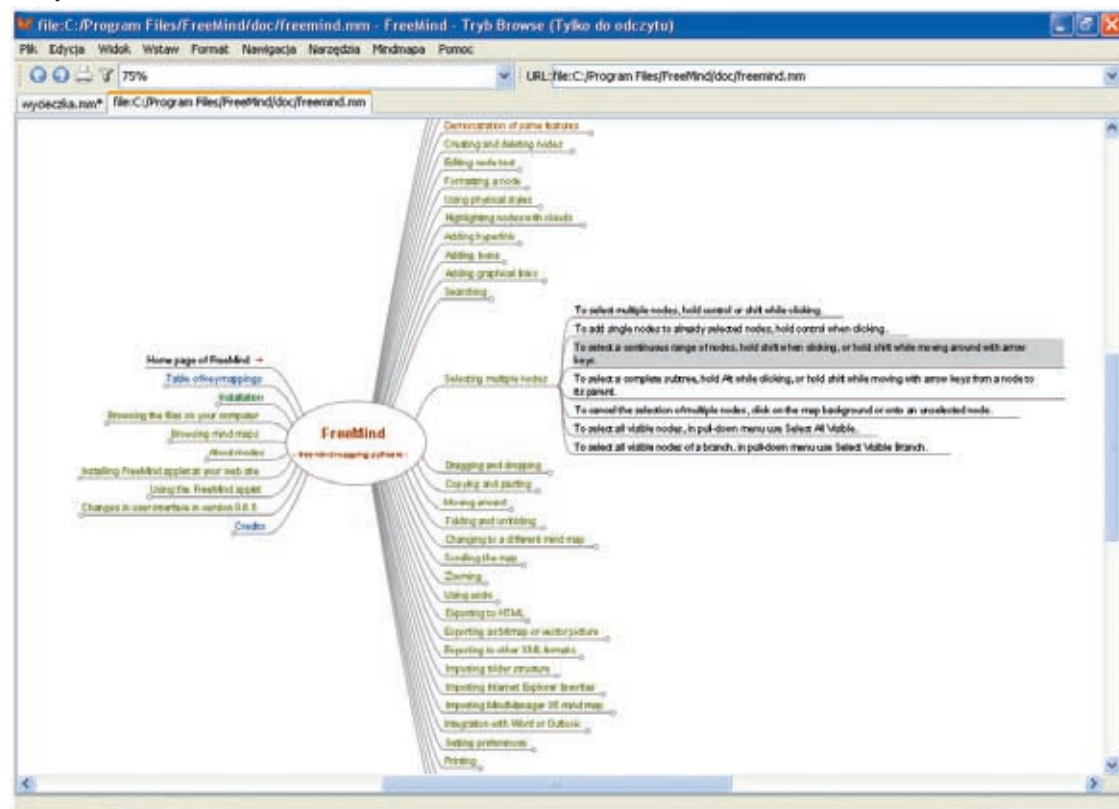 file:C:/Program Files/FreeMind/doc/freemind.mm - FreeMind - Tryb Browse (Tylko do odczytu)
Plik Edycja Widok Wstaw Format Nawigacja Narzędzia Mindmapa Pomoc
75%
URL: file:C:/Program Files/FreeMind/doc/freemind.mm
wycieczka.mm* file:C:/Program Files/FreeMind/doc/freemind.mm
Home page of FreeMind
Table of key mappings
Installation
Browsing the files on your computer
Browsing mind maps
About modes
Installing FreeMind applet at your web site
Using the FreeMind applet
Changes in user interface in version
Credits
FreeMind
- free mind mapping software -
Demonstration of some features
Creating and deleting nodes
Editing node text
Formatting a node
Using physical styles
Highlighting nodes with clouds
Adding hyperlink
Adding icons
Adding graphical links
Searching
Selecting multiple nodes
To select multiple nodes, hold control or shift while clicking.
To add single nodes to already selected nodes, hold control when clicking.
To select a continuous range of nodes, hold shift when clicking, or hold shift while moving around with arrow
keys.
To select a complete subtree, hold Alt while clicking, or hold shift while moving with arrow keys from a node to
its parent.
To cancel the selection of multiple nodes, click on the map background or onto an unselected node.
To select all visible nodes, in pull-down menu use Select All Visible.
To select all visible nodes of a branch, in pull-down menu use Select Visible Branch.
Dragging and dropping
Copying and pasting
Moving around
Folding and unfolding
Changing to a different mind map
Scrolling the map
Zooming
Using undo
Exporting to HTML
Exporting as bitmap or vector picture
Exporting to other XML formats
Importing folder structure
Importing Internet Explorer favorites
Importing MindManager X5 mind map
Integration with Word or Outlook
Setting preferences
Printing